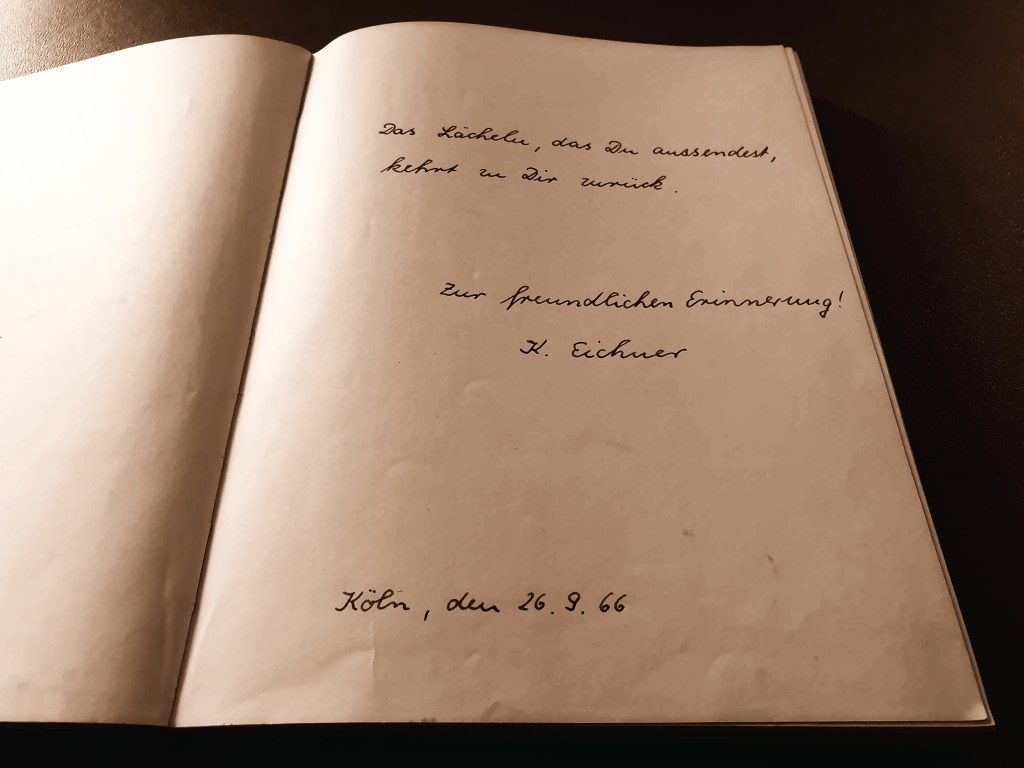 Das Lächeln, das Du aussendest,
kehrt zu Dir zurück.
Zur freundlichen Erinnerung!
K. Eichner
Köln, den 26. 9. 66